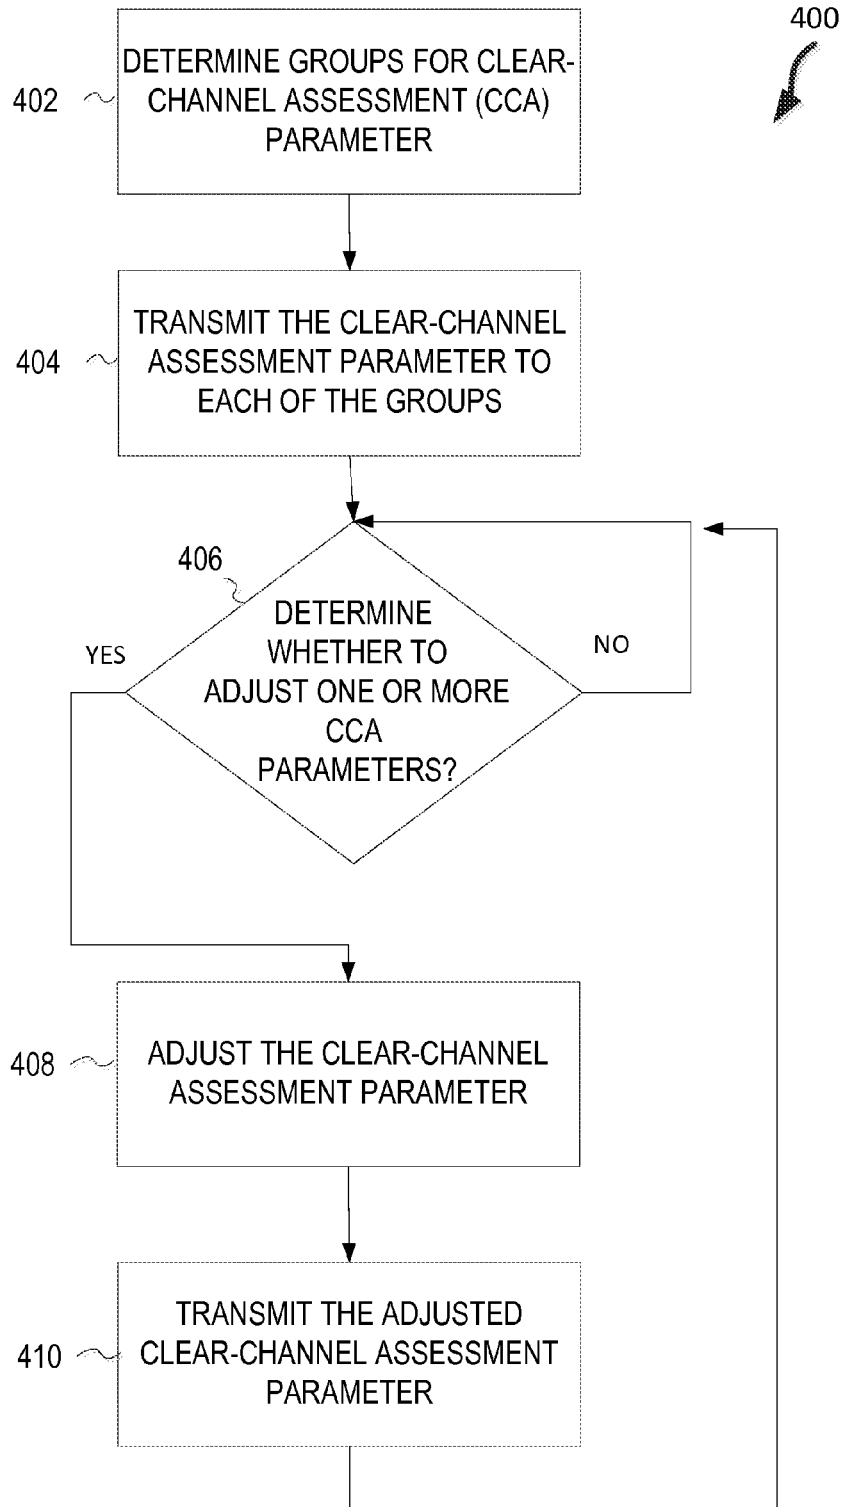 400
DETERMINE GROUPS FOR CLEAR-
CHANNEL ASSESSMENT (CCA)
PARAMETER
402
TRANSMIT THE CLEAR-CHANNEL
ASSESSMENT PARAMETER TO
EACH OF THE GROUPS
404
406
DETERMINE
WHETHER TO
ADJUST ONE OR MORE
CCA
PARAMETERS?
YES
NO
ADJUST THE CLEAR-CHANNEL
ASSESSMENT PARAMETER
408
TRANSMIT THE ADJUSTED
CLEAR-CHANNEL ASSESSMENT
PARAMETER
410